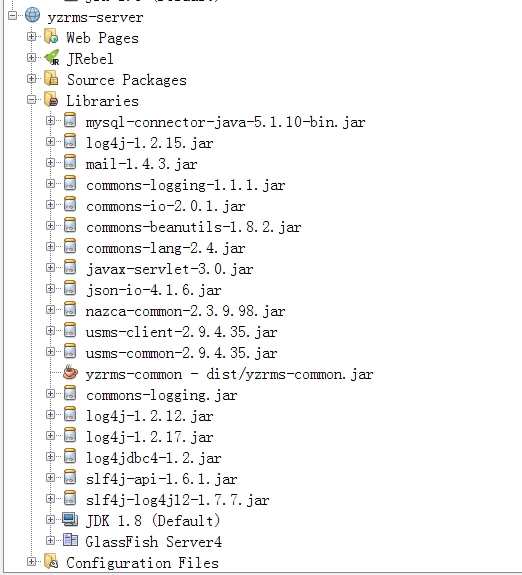 yzrms-server
Web Pages
JRebel
Source Packages
Libraries
mysql-connector-java-5.1.10-bin.jar
log4j-1.2.15.jar
mail-1.4.3.jar
commons-logging-1.1.1.jar
commons-io-2.0.1.jar
commons-beanutils-1.8.2.jar
commons-lang-2.4.jar
javax-servlet-3.0.jar
json-io-4.1.6.jar
nazca-common-2.3.9.98.jar
usms-client-2.9.4.35.jar
usms-common-2.9.4.35.jar
yzrms-common - dist/yzrms-common.jar
commons-logging.jar
log4j-1.2.12.jar
log4j-1.2.17.jar
log4jdbc4-1.2.jar
slf4j-api-1.6.1.jar
slf4j-log4j12-1.7.7.jar
JDK 1.8 (Default)
GlassFish Server4
Configuration Files